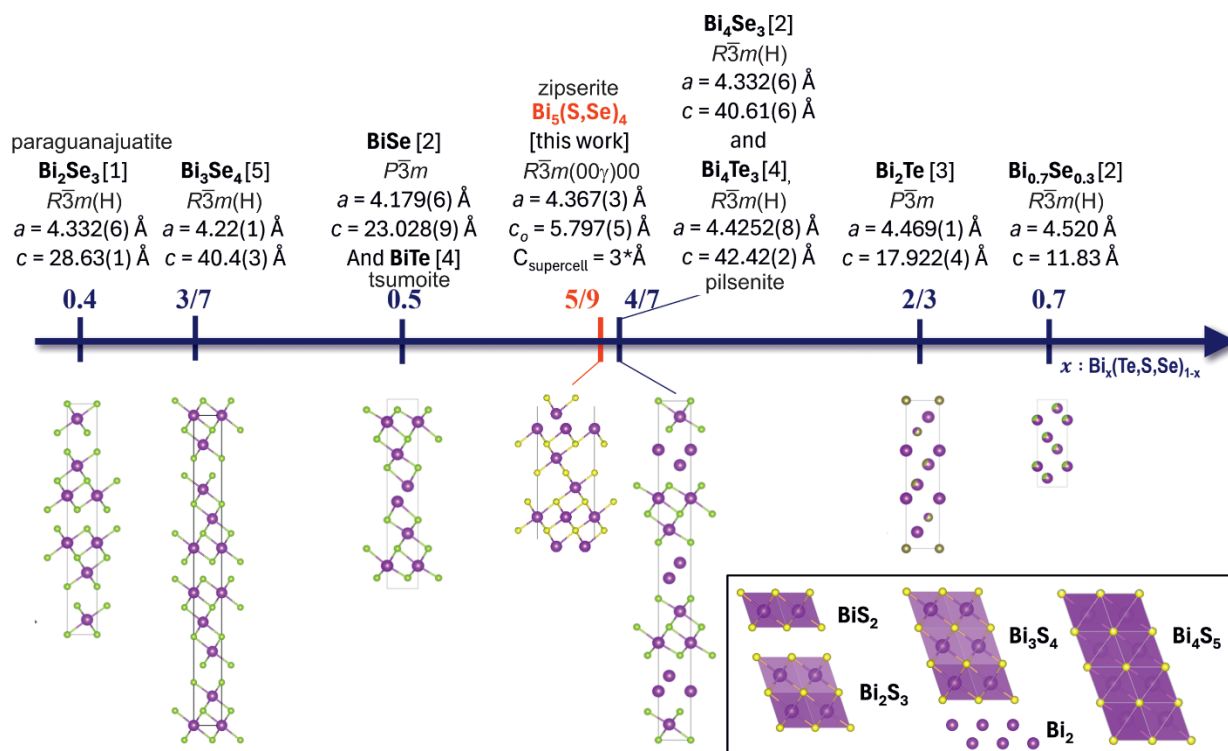 paraguanajuatite
Bi₂Se₃ [1]
R3̅m(H)
a = 4.332(6) Å
c = 28.63(1) Å
Bi₃Se₄ [5]
R3̅m(H)
a = 4.22(1) Å
c = 40.4(3) Å
BiSe [2]
P3̅m
a = 4.179(6) Å
c = 23.028(9) Å
And BiTe [4]
tsumoite
zipserite
Bi₅(S,Se)₄
[this work]
R3̅m(00γ)00
a = 4.367(3) Å
cₒ = 5.797(5) Å
C_supercell = 3*Å
Bi₄Se₃ [2]
R3̅m(H)
a = 4.332(6) Å
c = 40.61(6) Å
and
Bi₄Te₃ [4],
R3̅m(H)
a = 4.4252(8) Å
c = 42.42(2) Å
pilsenite
Bi₂Te [3]
P3̅m
a = 4.469(1) Å
c = 17.922(4) Å
Bi₀.₇Se₀.₃ [2]
R3̅m(H)
a = 4.520 Å
c = 11.83 Å
0.4
3/7
0.5
5/9
4/7
2/3
0.7
x : Biₓ(Te,S,Se)₁₋ₓ
BiS₂
Bi₂S₃
Bi₃S₄
Bi₂
Bi₄S₅